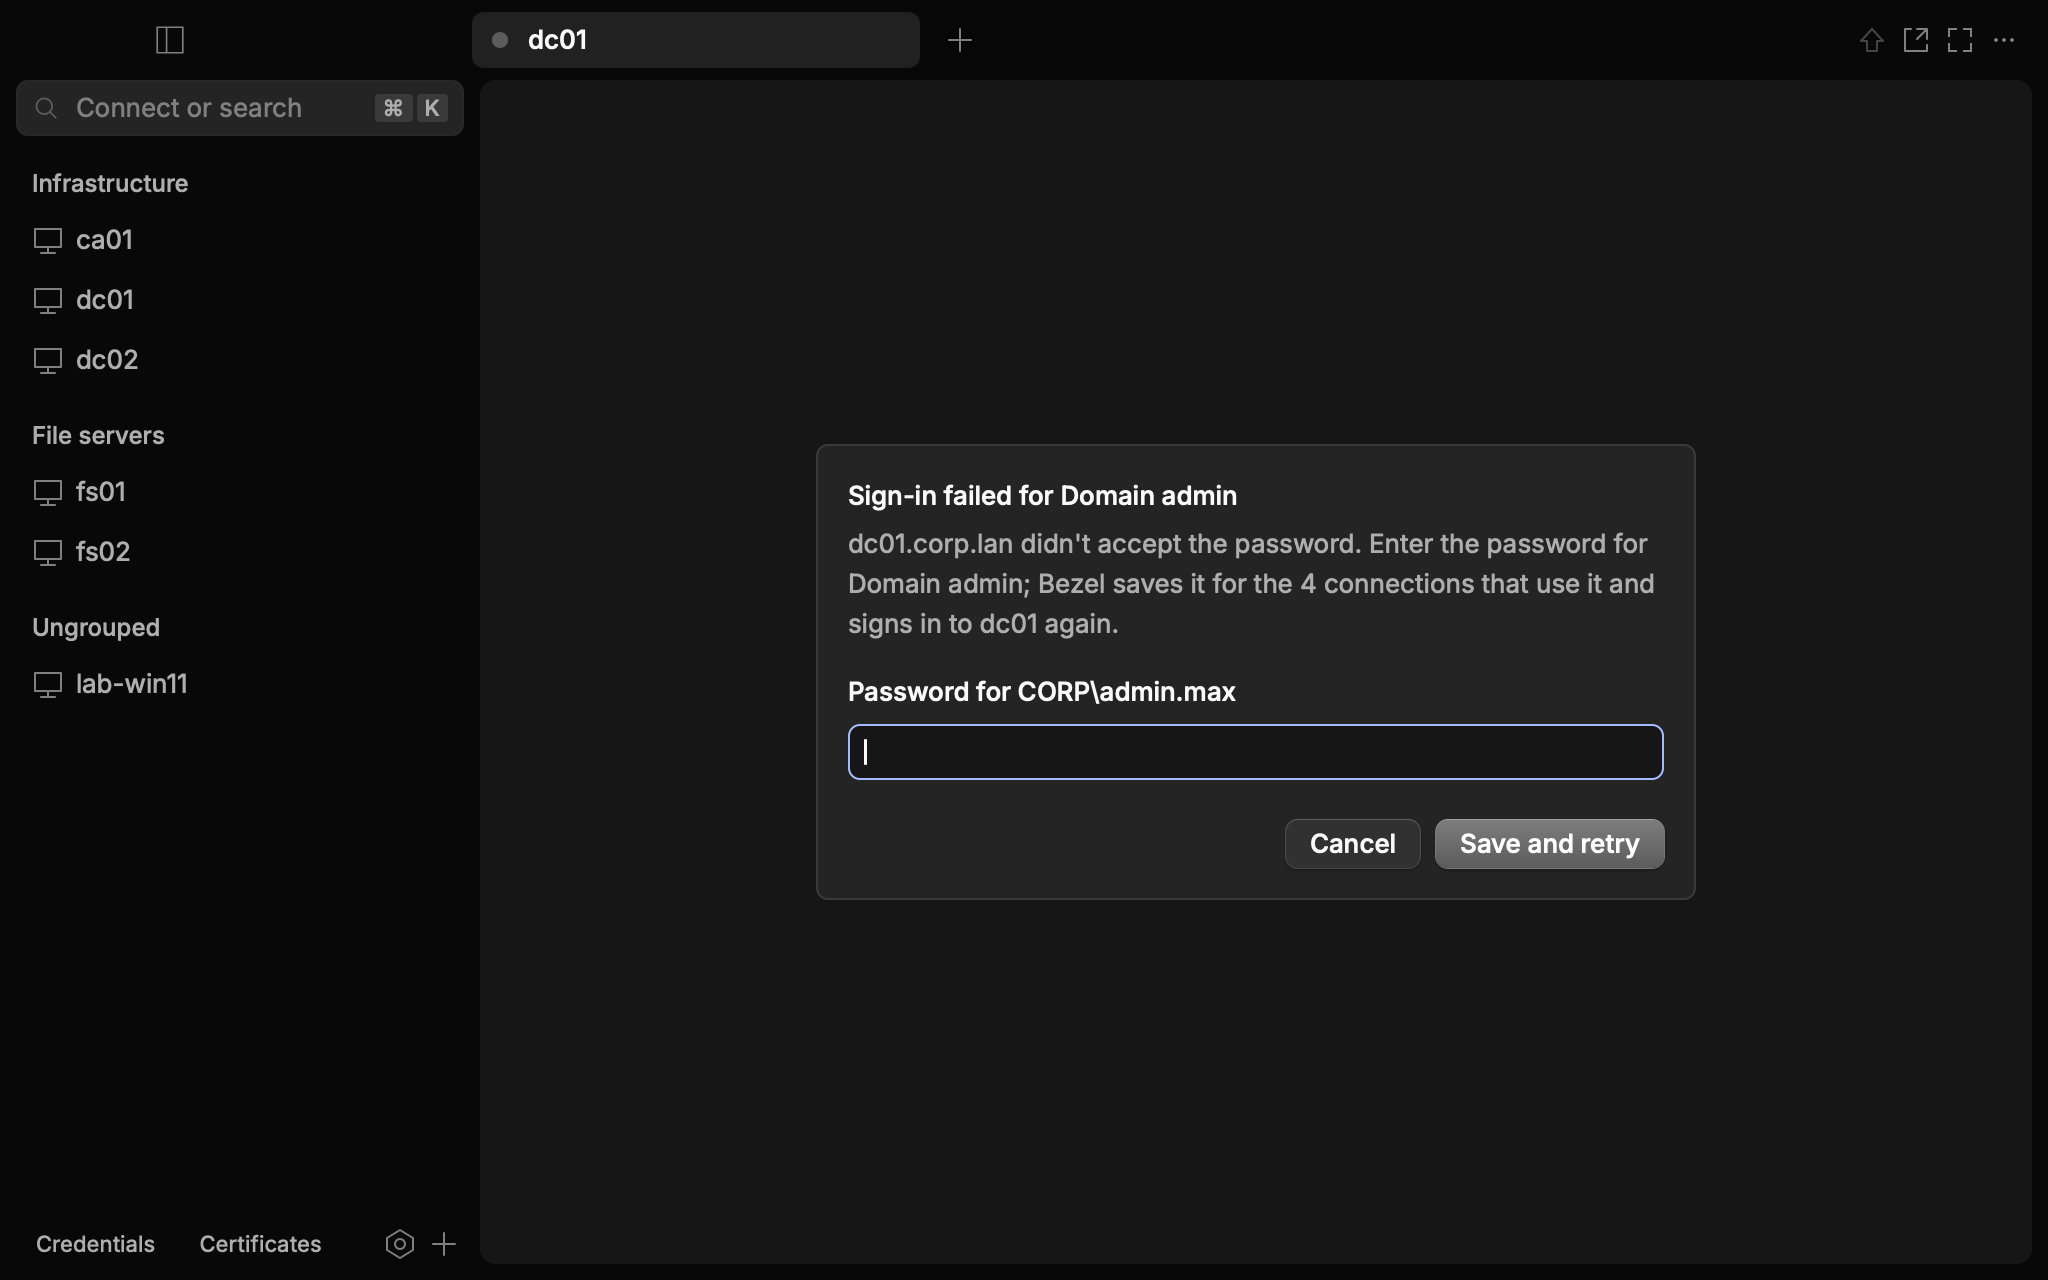 dc01
Connect or search ⌘ K
Infrastructure
ca01
dc01
dc02
File servers
fs01
fs02
Ungrouped
lab-win11
Credentials Certificates
Sign-in failed for Domain admin
dc01.corp.lan didn't accept the password. Enter the password for
Domain admin; Bezel saves it for the 4 connections that use it and
signs in to dc01 again.
Password for CORP\admin.max
Cancel Save and retry